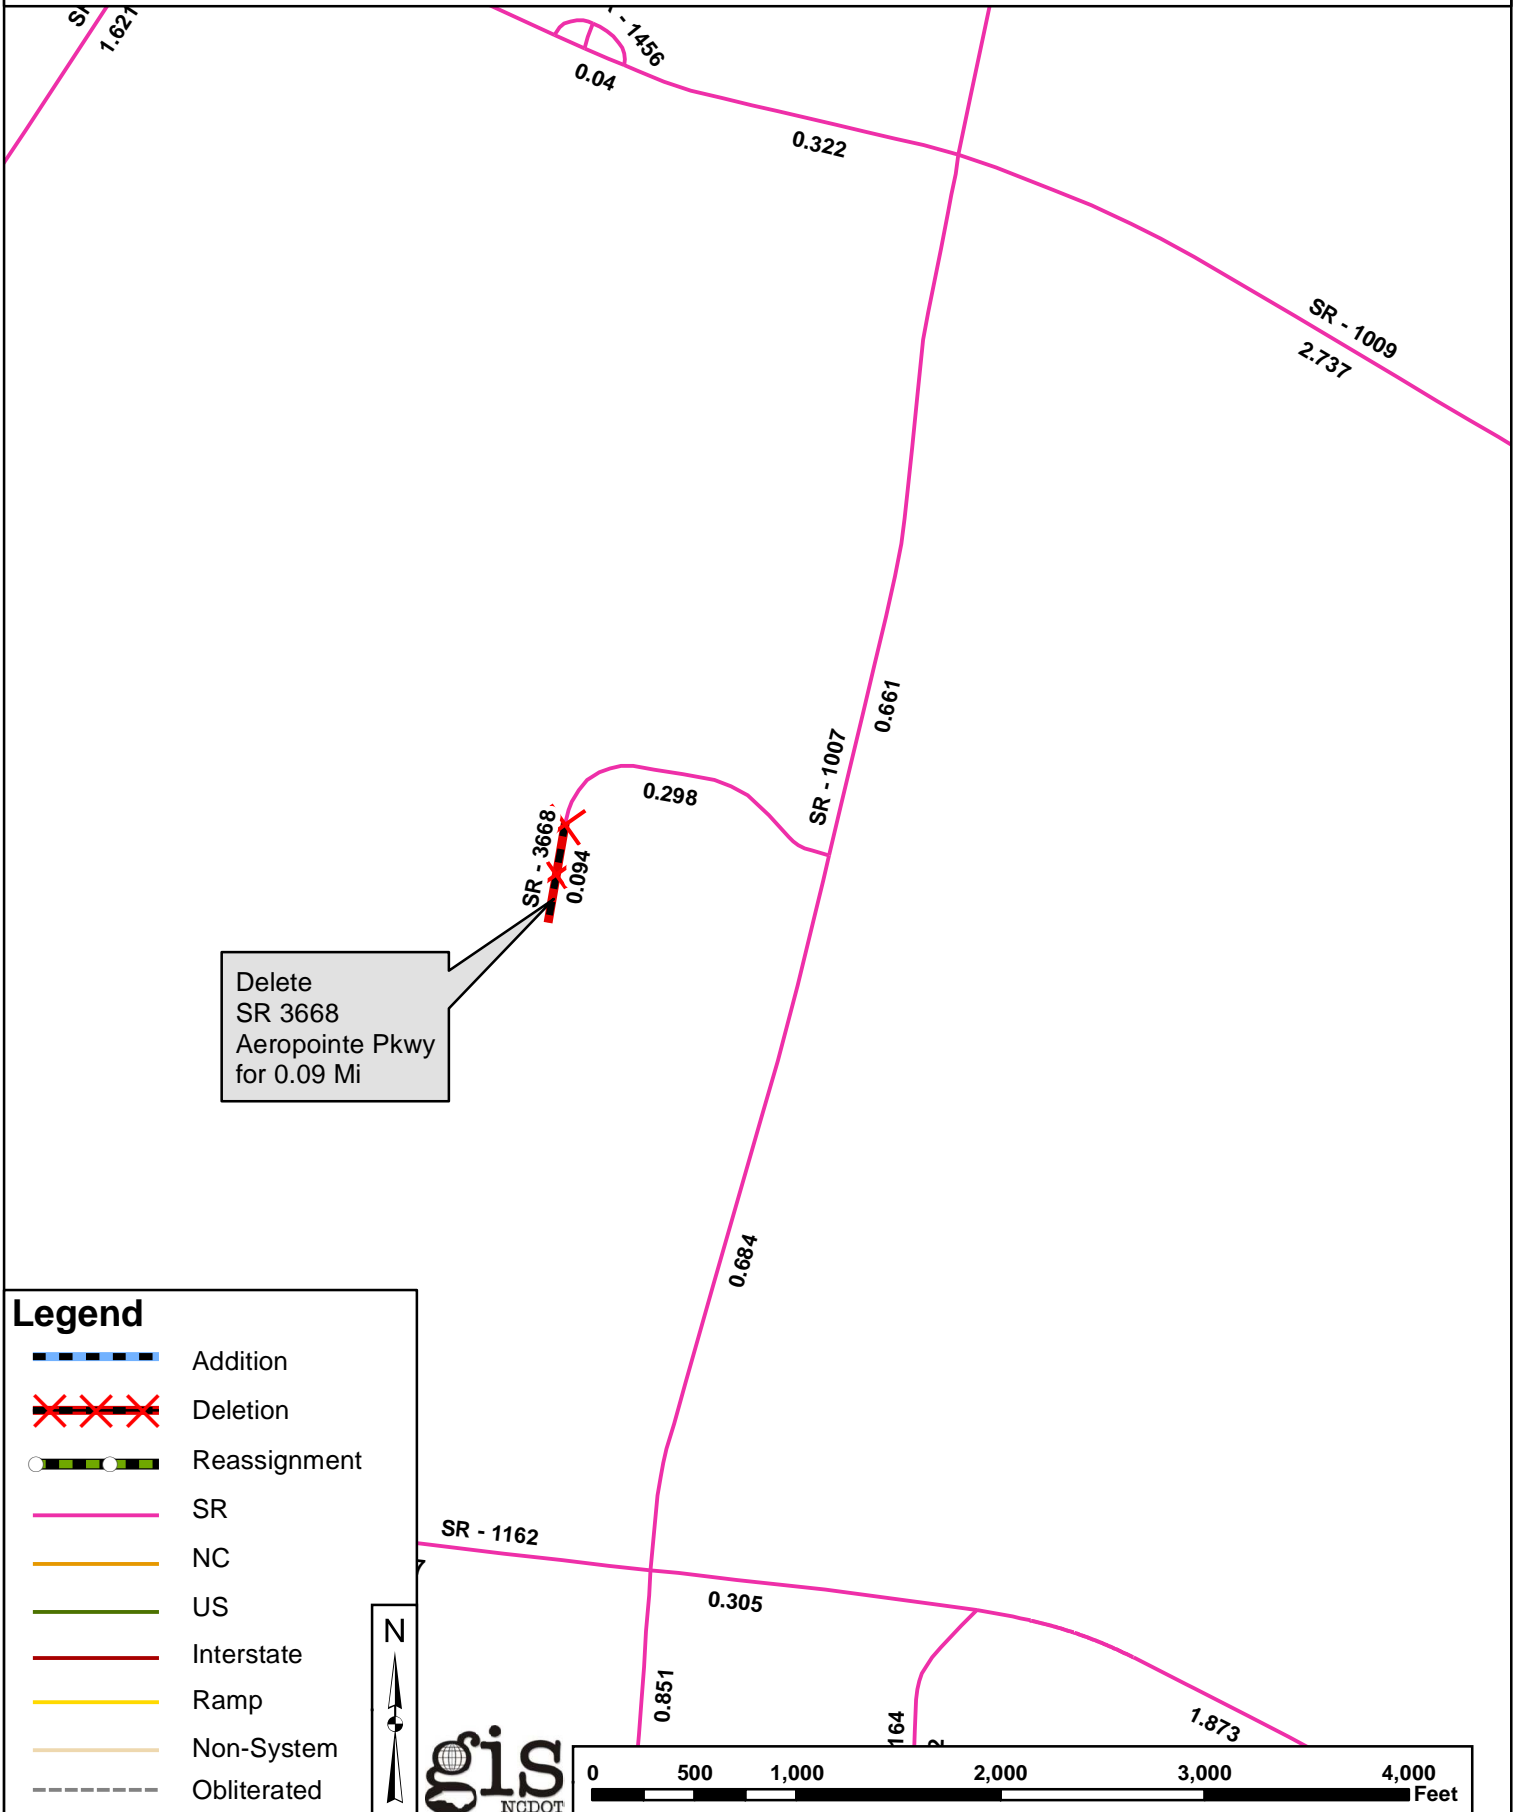 1.621
- 1456
0.04
0.322
SR - 1009
2.737
0.661
SR - 1007
0.298
SR - 3668
0.094
Delete
SR 3668
Aeropointe Pkwy
for 0.09 Mi
0.684
Legend
Addition
Deletion
Reassignment
SR
NC
US
Interstate
Ramp
Non-System
Obliterated
N
SR - 1162
0.305
0.851
164
1.873
gis
NCDOT
0 500 1,000 2,000 3,000 4,000
Feet